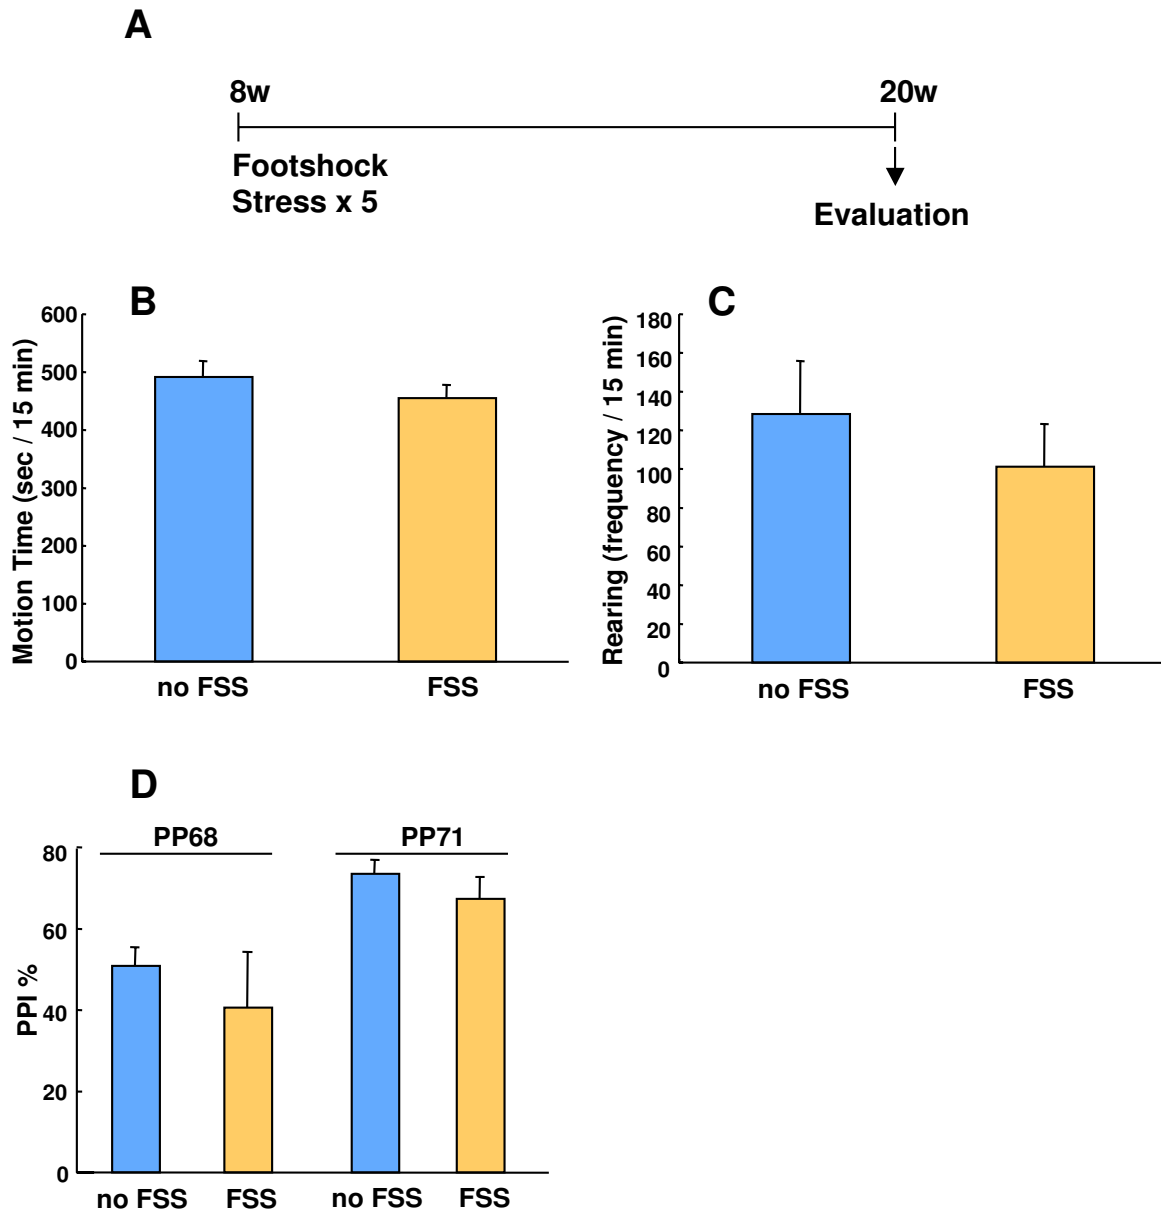 A
8w
20w
Footshock
Stress x 5
Evaluation
B
Motion Time (sec / 15 min)
600
500
400
300
200
100
0
no FSS
FSS
C
Rearing (frequency / 15 min)
180
160
140
120
100
80
60
40
20
0
no FSS
FSS
D
PP68
PP71
PPI %
80
60
40
20
0
no FSS
FSS
no FSS
FSS